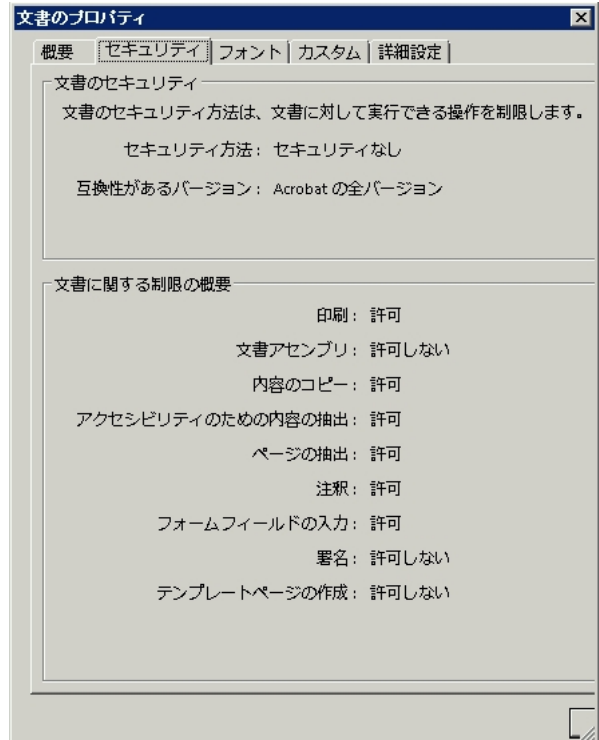 文書のプロパティ
概要 セキュリティ フォント カスタム 詳細設定
文書のセキュリティ
文書のセキュリティ方法は、文書に対して実行できる操作を制限します。
セキュリティ方法： セキュリティなし
互換性があるバージョン： Acrobat の全バージョン
文書に関する制限の概要
印刷： 許可
文書アセンブリ： 許可しない
内容のコピー： 許可
アクセシビリティのための内容の抽出： 許可
ページの抽出： 許可
注釈： 許可
フォームフィールドの入力： 許可
署名： 許可しない
テンプレートページの作成： 許可しない